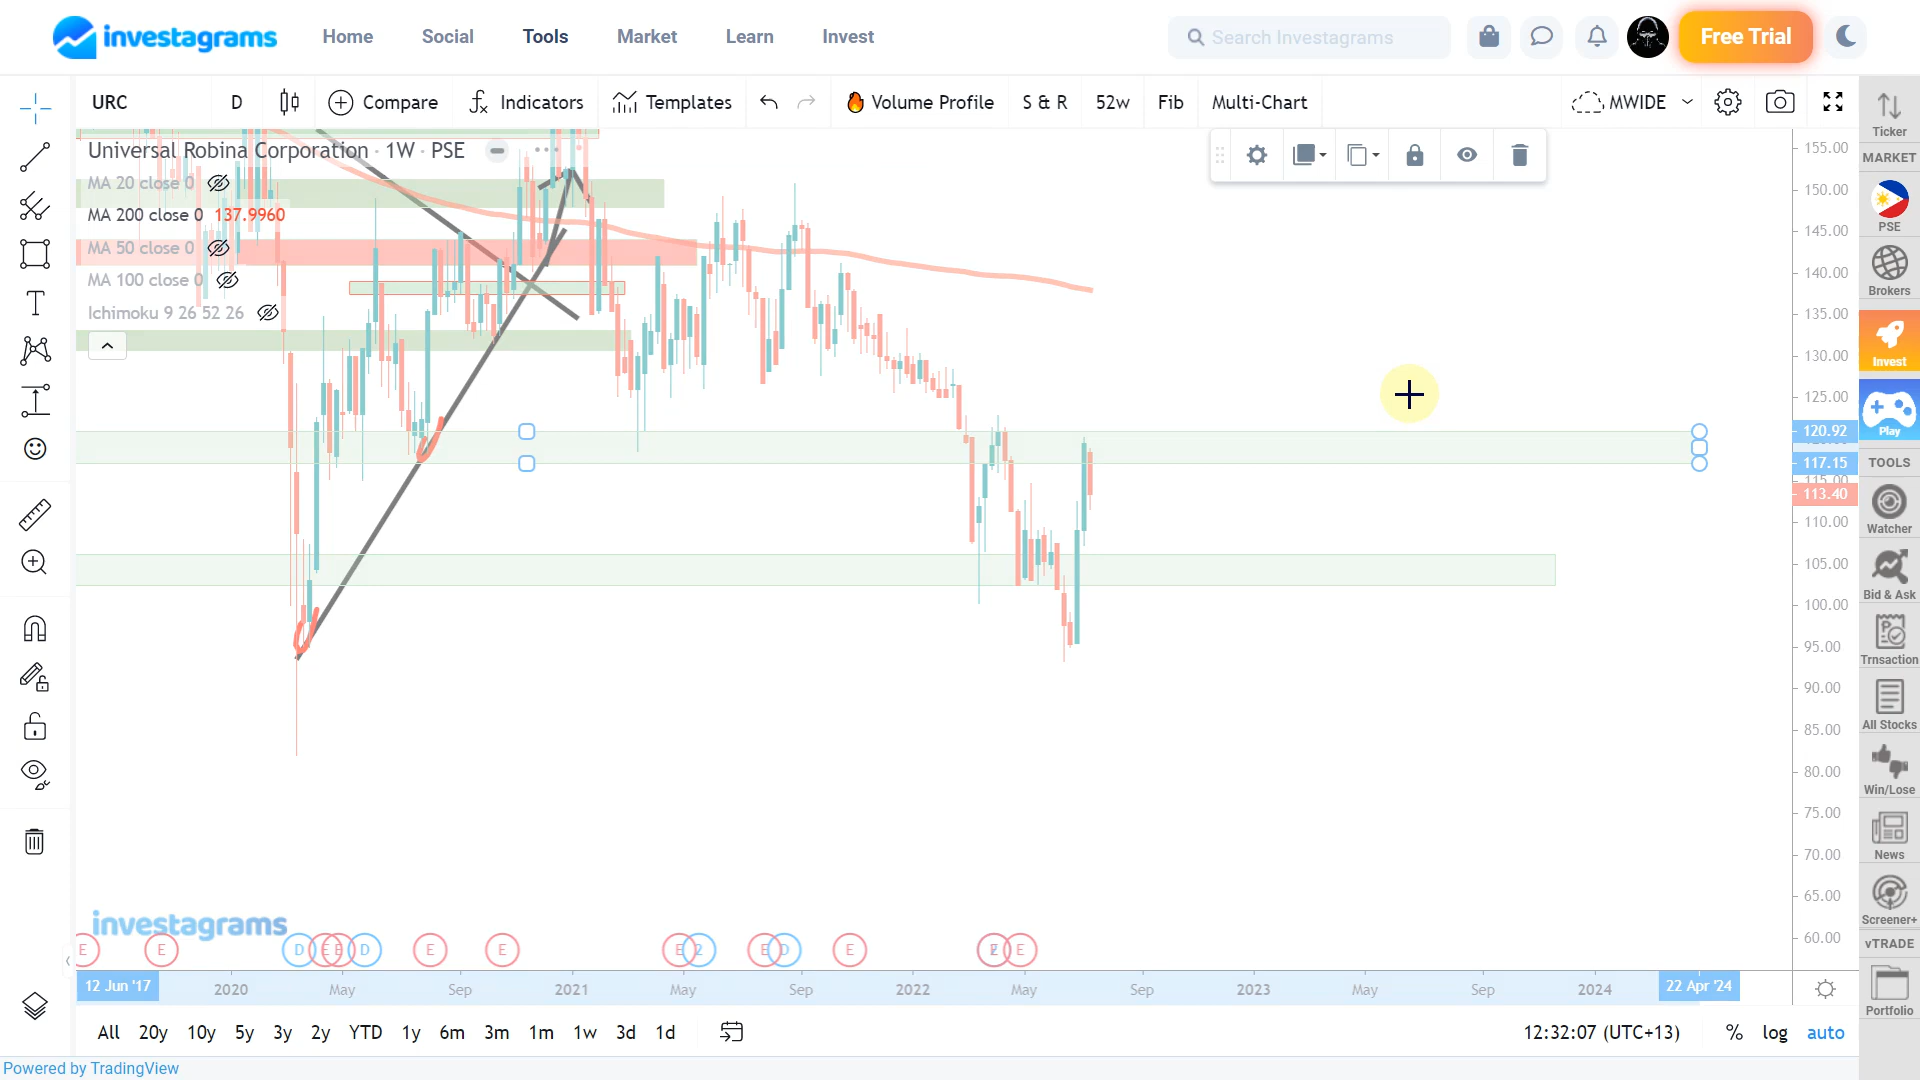 investagrams
Home
Social
Tools
Market
Learn
Invest
Search Investagrams
Free Trial
URC
D
Compare
Indicators
Templates
Volume Profile
S & R
52w
Fib
Multi-Chart
MWIDE
Universal Robina Corporation · 1W · PSE
MA 20 close 0
MA 200 close 0 137.9960
MA 50 close 0
MA 100 close 0
Ichimoku 9 26 52 26
155.00
150.00
145.00
140.00
135.00
130.00
125.00
120.92
117.15
115.00
113.40
110.00
105.00
100.00
95.00
90.00
85.00
80.00
75.00
70.00
65.00
60.00
Ticker
MARKET
PSE
Brokers
Invest
Play
TOOLS
Watcher
Bid & Ask
Trnsaction
All Stocks
Win/Lose
News
Screener+
vTRADE
Portfolio
investagrams
E E D E E D E E E 2 E D E E E
12 Jun '17 2020 May Sep 2021 May Sep 2022 May Sep 2023 May Sep 2024 22 Apr '24
All 20y 10y 5y 3y 2y YTD 1y 6m 3m 1m 1w 3d 1d
12:32:07 (UTC+13) % log auto
Powered by TradingView